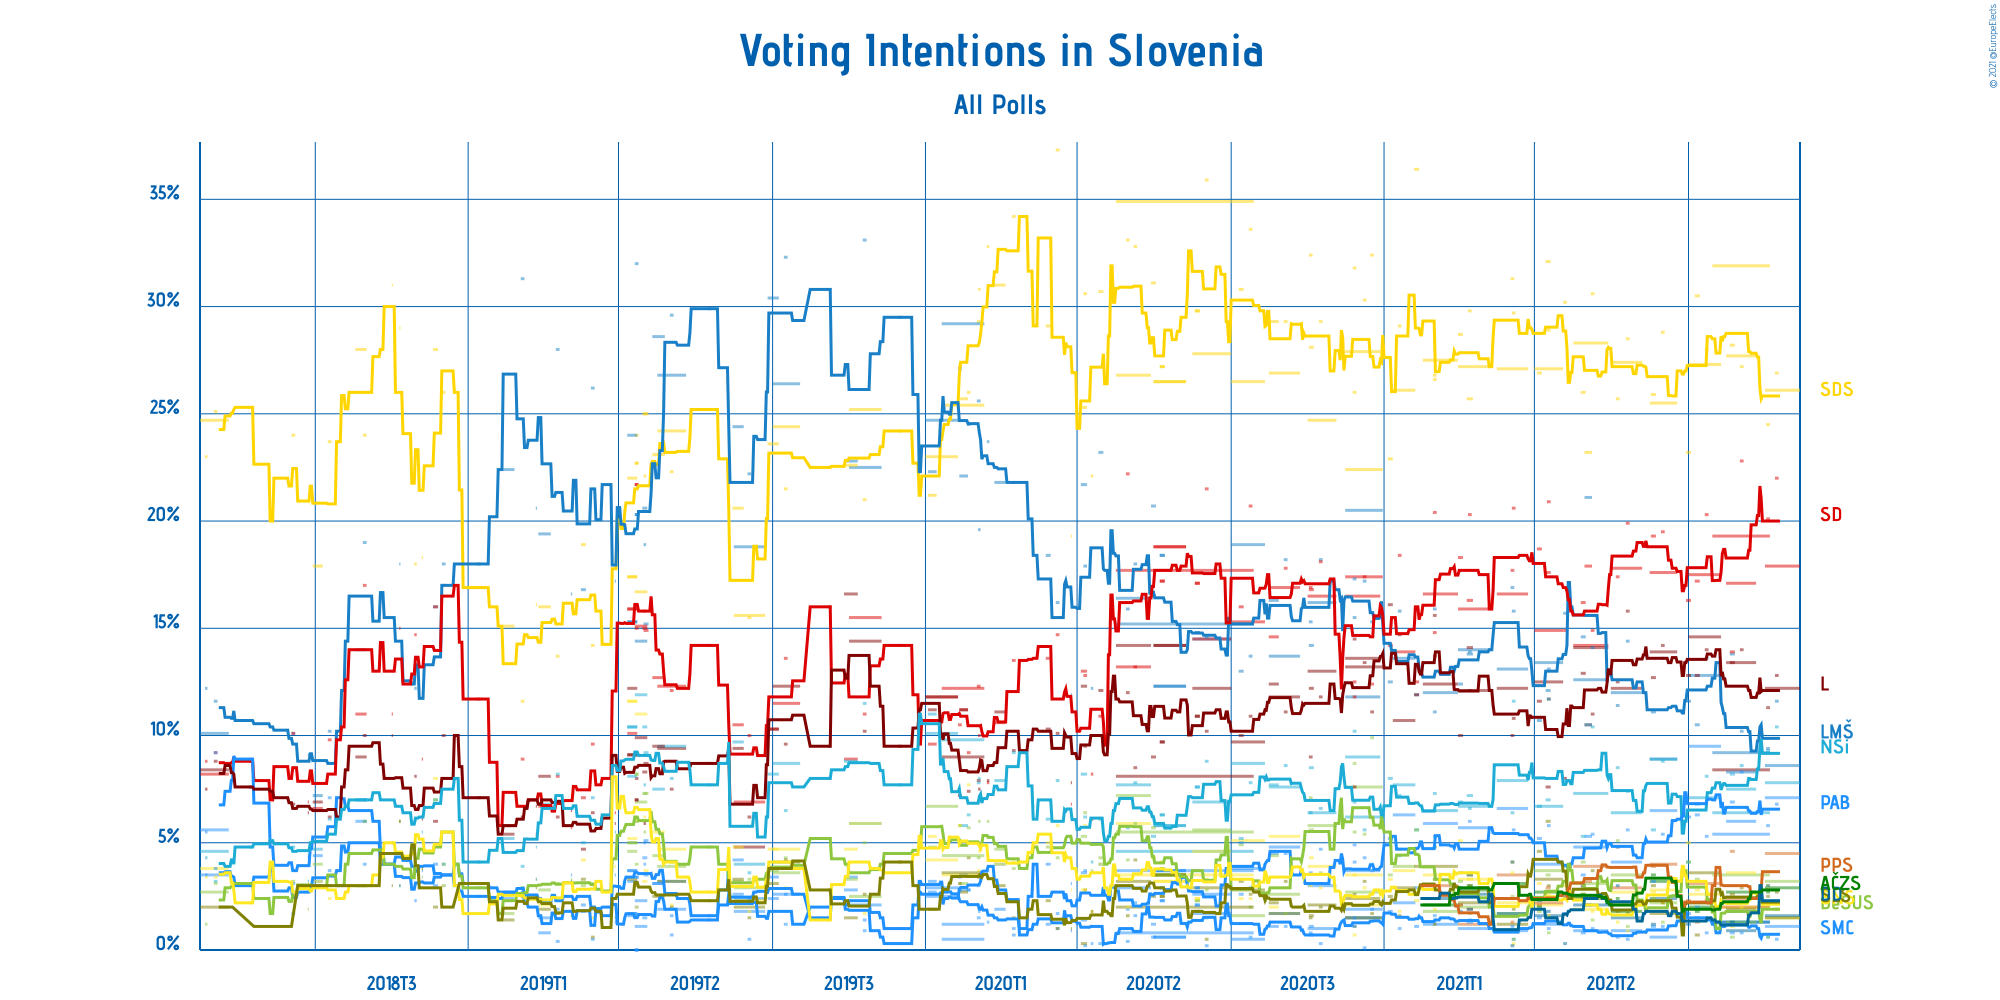 © 2021 @EuropeElects
Voting Intentions in Slovenia
All Polls
35%
30%
25%
20%
15%
10%
5%
0%
SDS
SD
L
LMŠ
NSi
PAB
PPS
AČZS
DeSUS
SMC
2018T3 2019T1 2019T2 2019T3 2020T1 2020T2 2020T3 2021T1 2021T2